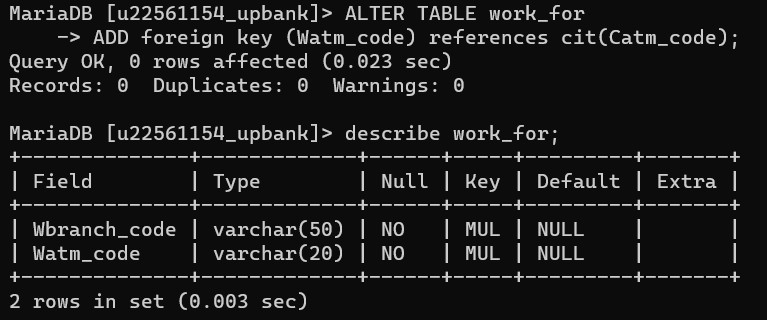 MariaDB [u22561154_upbank]> ALTER TABLE work_for
    -> ADD foreign key (Watm_code) references cit(Catm_code);
Query OK, 0 rows affected (0.023 sec)
Records: 0  Duplicates: 0  Warnings: 0

MariaDB [u22561154_upbank]> describe work_for;
+--------------+-------------+------+-----+---------+-------+
| Field        | Type        | Null | Key | Default | Extra |
+--------------+-------------+------+-----+---------+-------+
| Wbranch_code | varchar(50) | NO   | MUL | NULL    |       |
| Watm_code    | varchar(20) | NO   | MUL | NULL    |       |
+--------------+-------------+------+-----+---------+-------+
2 rows in set (0.003 sec)